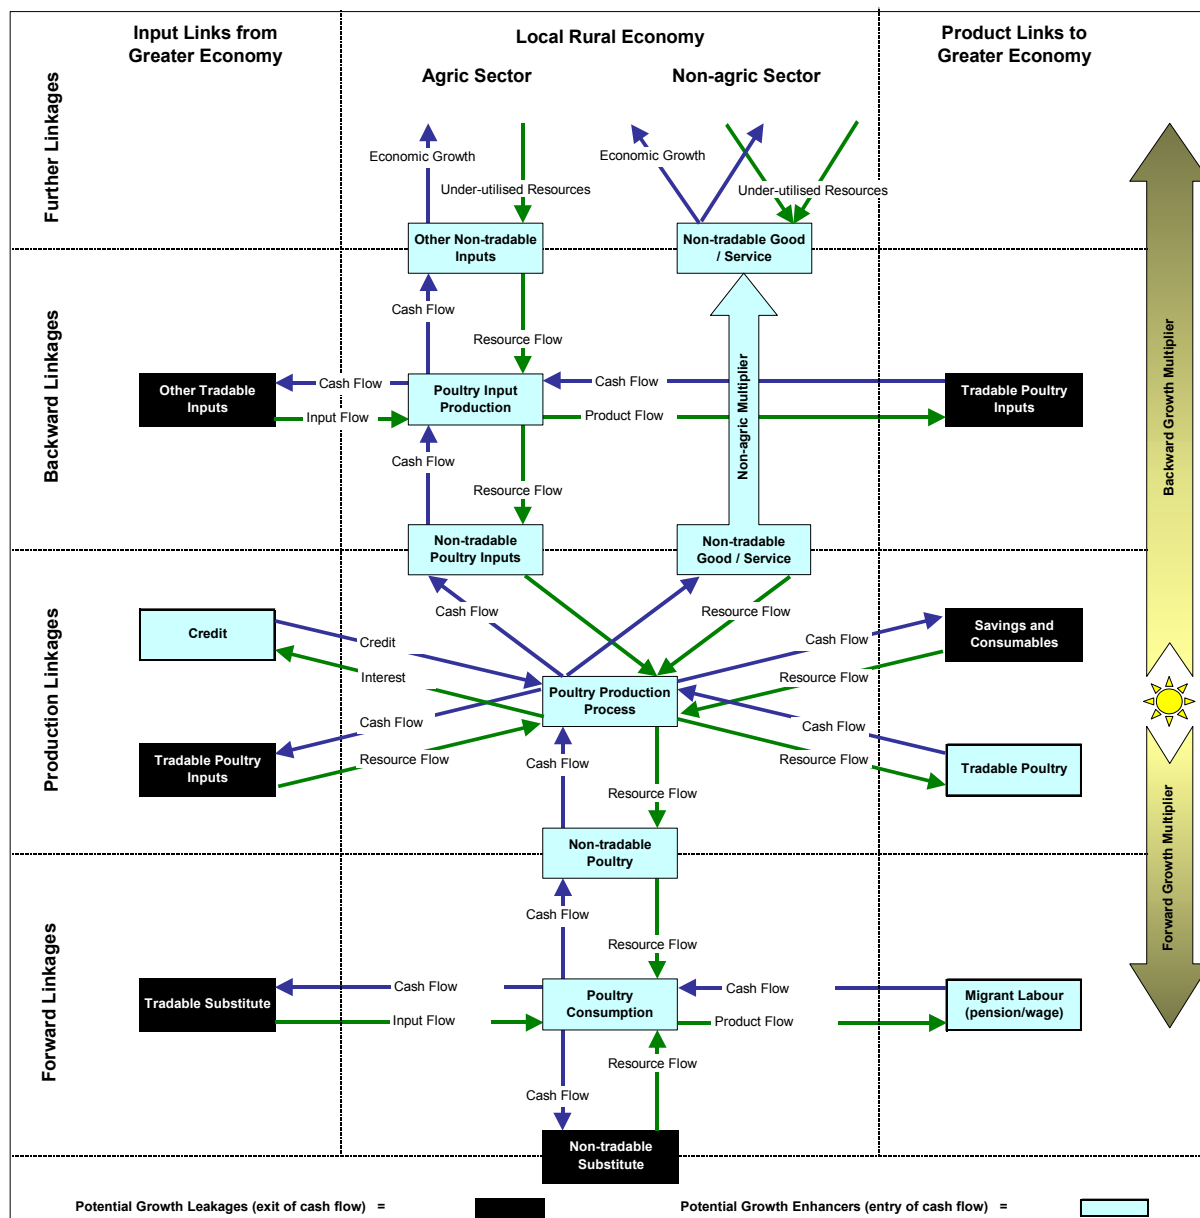 Input Links from
Greater Economy
Local Rural Economy
Product Links to
Greater Economy
Agric Sector
Non-agric Sector
Further Linkages
Economic Growth
Under-utilised Resources
Economic Growth
Under-utilised Resources
Other Non-tradable
Inputs
Non-tradable Good
/ Service
Backward Linkages
Cash Flow
Resource Flow
Other Tradable
Inputs
Cash Flow
Input Flow
Poultry Input
Production
Cash Flow
Product Flow
Tradable Poultry
Inputs
Non-agric Multiplier
Backward Growth Multiplier
Cash Flow
Resource Flow
Non-tradable
Poultry Inputs
Non-tradable
Good / Service
Production Linkages
Cash Flow
Resource Flow
Credit
Credit
Interest
Cash Flow
Resource Flow
Savings and
Consumables
Poultry Production
Process
Cash Flow
Resource Flow
Tradable Poultry
Inputs
Cash Flow
Resource Flow
Tradable Poultry
Cash Flow
Resource Flow
Non-tradable
Poultry
Forward Growth Multiplier
Forward Linkages
Cash Flow
Resource Flow
Tradable Substitute
Cash Flow
Input Flow
Poultry
Consumption
Cash Flow
Product Flow
Migrant Labour
(pension/wage)
Resource Flow
Cash Flow
Non-tradable
Substitute
Potential Growth Leakages (exit of cash flow) =
Potential Growth Enhancers (entry of cash flow) =